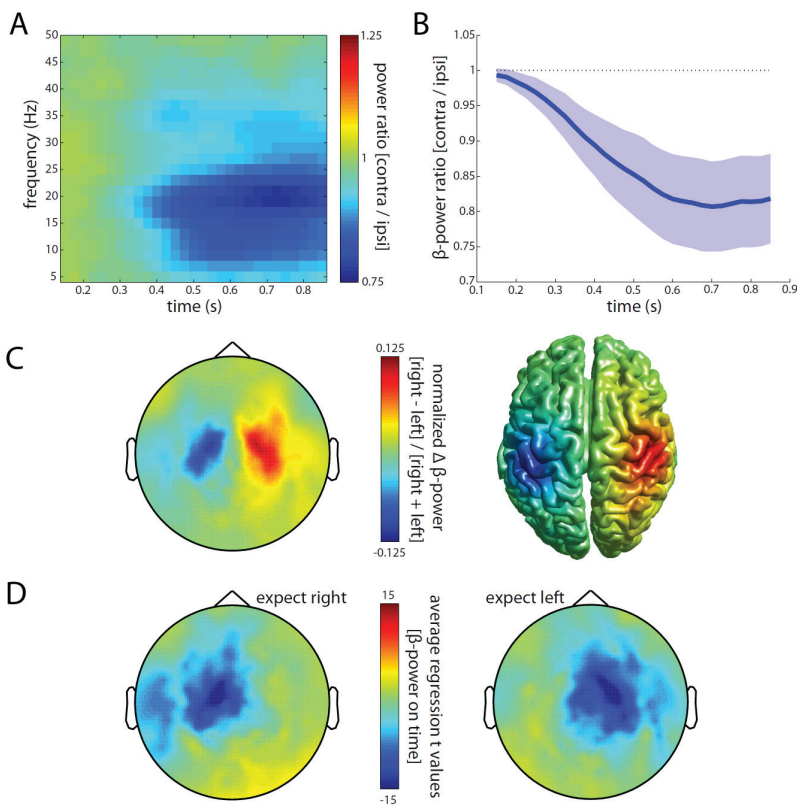 A
50
45
40
35
30
25
20
15
10
5
frequency (Hz)
0.2 0.3 0.4 0.5 0.6 0.7 0.8
time (s)
1.25
1
0.75
power ratio [contra / ipsi]
B
1.05
1
0.95
0.9
0.85
0.8
0.75
0.7
β-power ratio [contra / ipsi]
0.1 0.2 0.3 0.4 0.5 0.6 0.7 0.8 0.9
time (s)
C
0.125
-0.125
normalized Δ β-power
[right - left] / [right + left]
D
expect right
15
-15
average regression t values
[β-power on time]
expect left